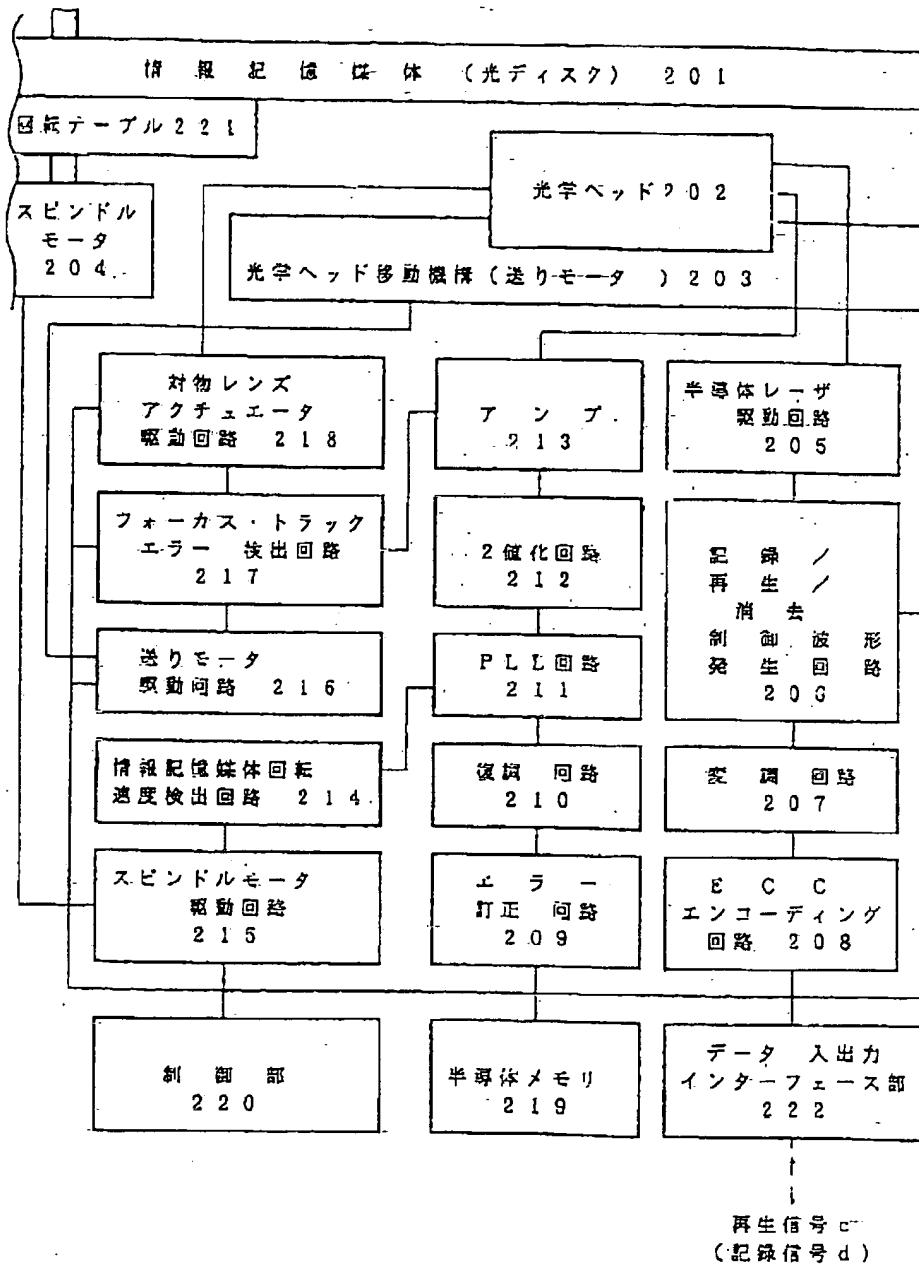 情報記憶媒体(光ディスク) 201
回転テーブル221
光学ヘッド202
スピンドル
モータ
204
光学ヘッド移動機構(送りモータ )203
対物レンズ
アクチュエータ
駆動回路 218
アンプ
213
半導体レーザ
駆動回路
205
フォーカス・トラック
エラー 検出回路
217
2値化回路
212
記録/
再生/
消去
制御波形
発生回路
206
送りモータ
駆動回路 216
PLL回路
211
情報記憶媒体回転
速度検出回路 214
復調 回路
210
変調回路
207
スピンドルモータ
駆動回路
215
エラー
訂正 回路
209
ECC
エンコーディング
回路 208
制御部
220
半導体メモリ
219
データ 入出力
インターフェース部
222
再生信号c
(記録信号d)